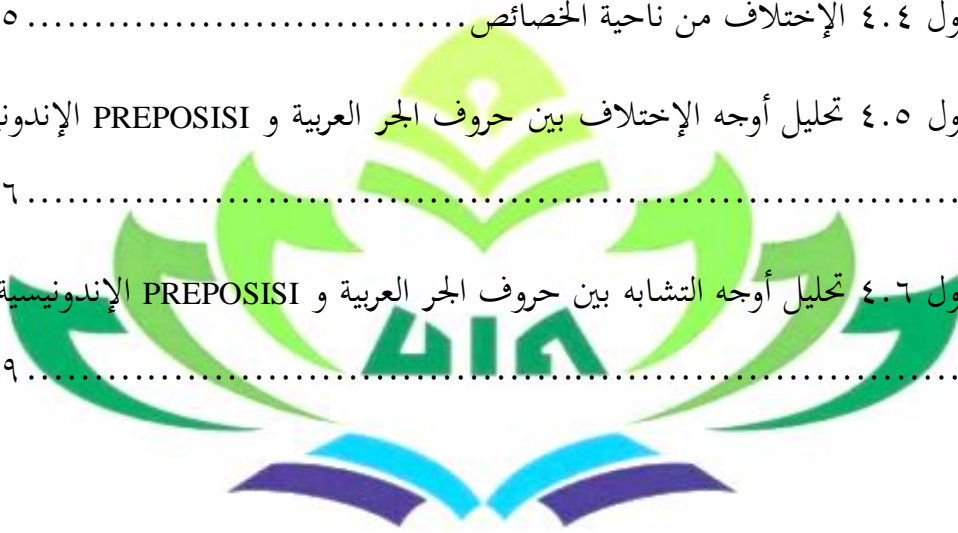 ول ٤.٤ الإختلاف من ناحية الخصائص .................................. ٥
ول ٤.٥ تحليل أوجه الإختلاف بين حروف الجر العربية و PREPOSISI الإندوني
.................................................................. ٦
ول ٤.٦ تحليل أوجه التشابه بين حروف الجر العربية و PREPOSISI الإندونيسية
.................................................................. ٩